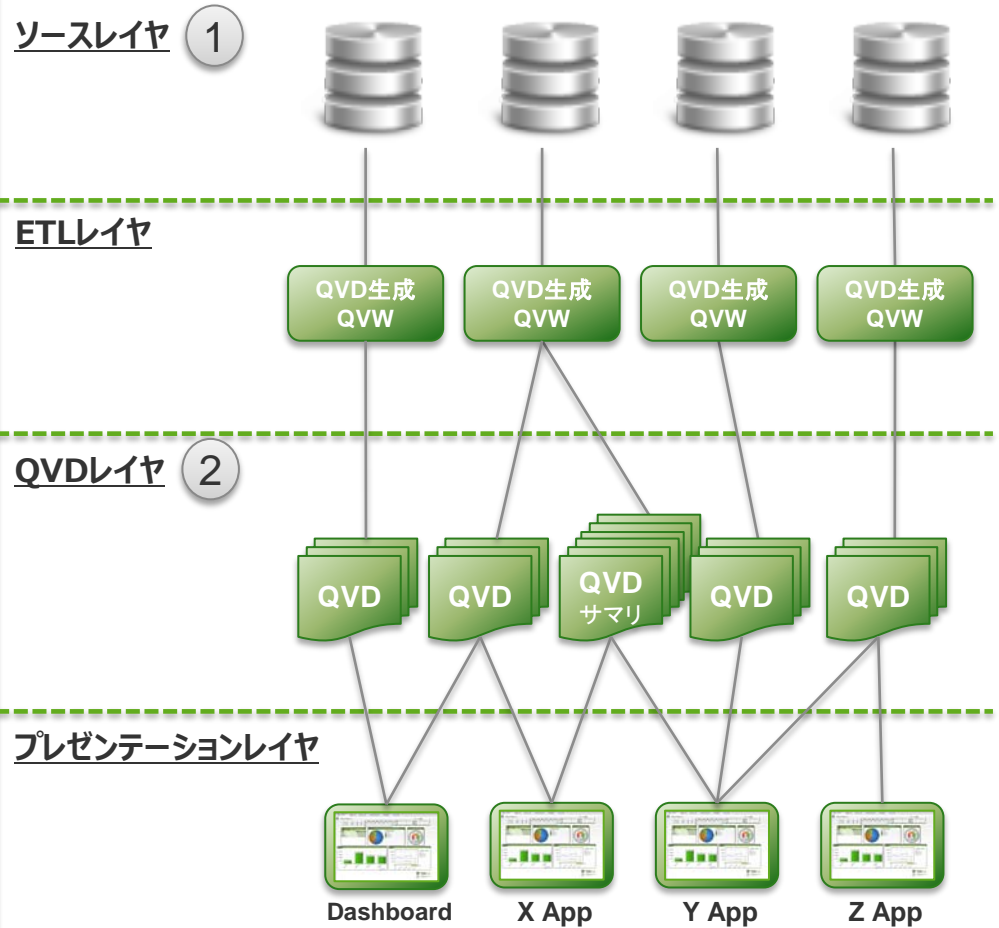 ソースレイヤ 1
ETLレイヤ
QVD生成
QVW
QVD生成
QVW
QVD生成
QVW
QVD生成
QVW
QVDレイヤ 2
QVD
QVD
QVD
サマリ
QVD
QVD
プレゼンテーションレイヤ
Dashboard
X App
Y App
Z App